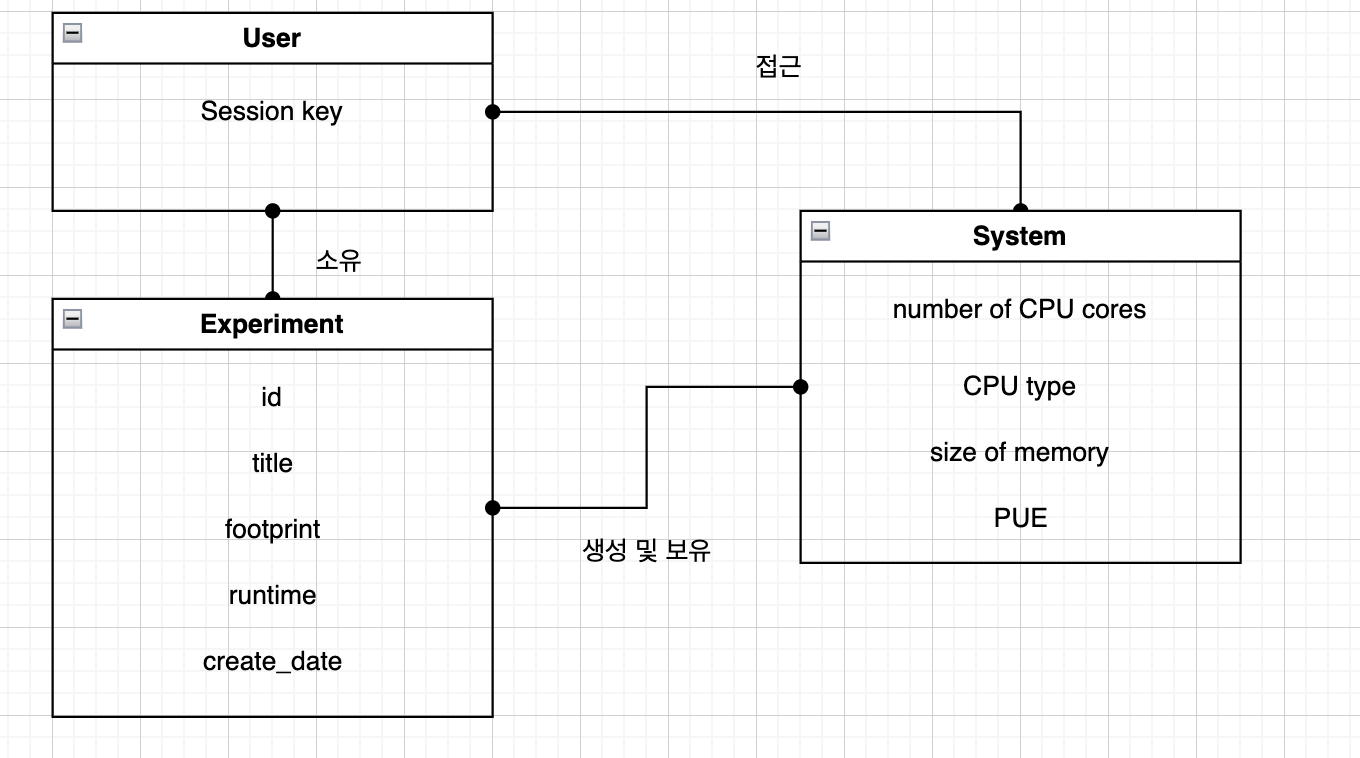 User
Session key
접근
소유
System
number of CPU cores
CPU type
size of memory
PUE
Experiment
id
title
footprint
runtime
create_date
생성 및 보유